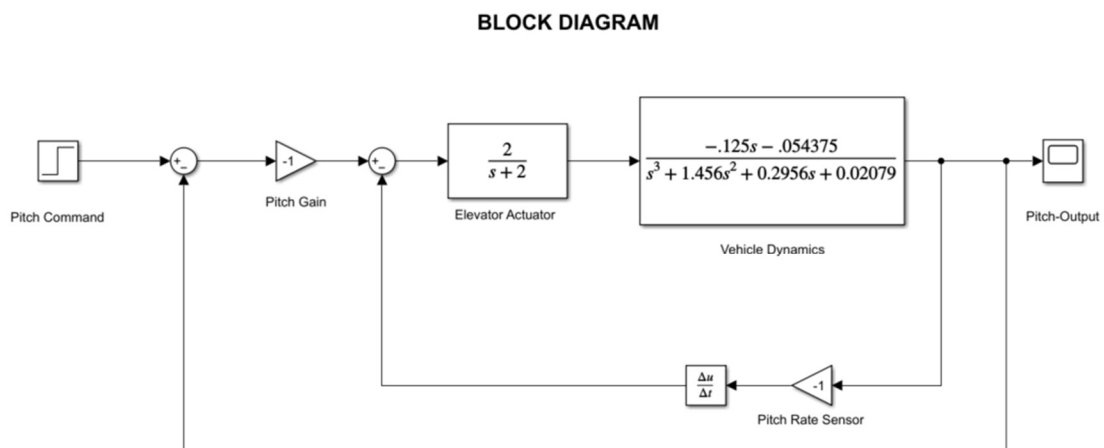 BLOCK DIAGRAM
+
−
-1
+
−
2
s + 2
−.125s − .054375
s³ + 1.456s² + 0.2956s + 0.02079
Pitch Command
Pitch Gain
Elevator Actuator
Vehicle Dynamics
Pitch-Output
Δu
Δt
-1
Pitch Rate Sensor